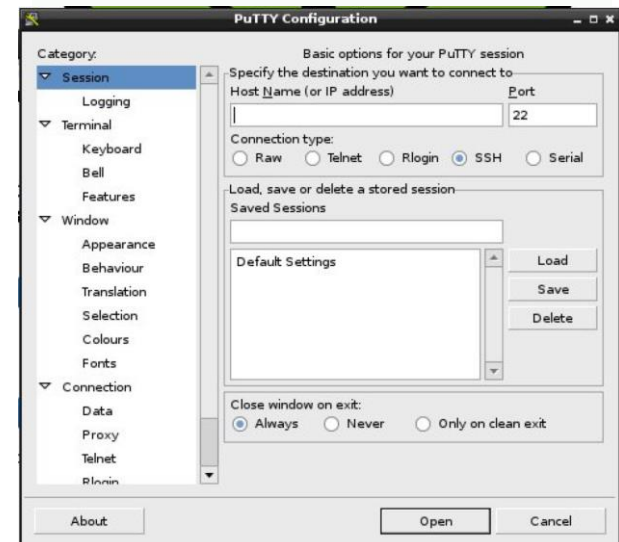 PuTTY Configuration
Category:
Session
Logging
Terminal
Keyboard
Bell
Features
Window
Appearance
Behaviour
Translation
Selection
Colours
Fonts
Connection
Data
Proxy
Telnet
Rlogin
Basic options for your PuTTY session
Specify the destination you want to connect to
Host Name (or IP address) Port
22
Connection type:
Raw Telnet Rlogin SSH Serial
Load, save or delete a stored session
Saved Sessions
Default Settings
Load
Save
Delete
Close window on exit:
Always Never Only on clean exit
About Open Cancel